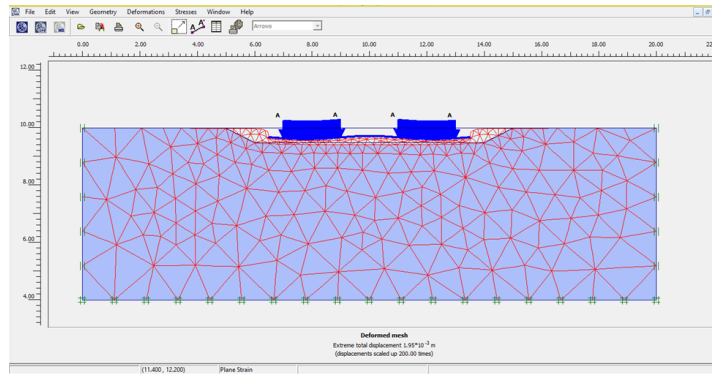 File Edit View Geometry Deformations Stresses Window Help
Arrows
0.00 2.00 4.00 6.00 8.00 10.00 12.00 14.00 16.00 18.00 20.00 22
12.00
A A A A
10.00
8.00
6.00
4.00
Deformed mesh
Extreme total displacement 1.95*10-3 m
(displacements scaled up 200.00 times)
(11.400 , 12.200) Plane Strain